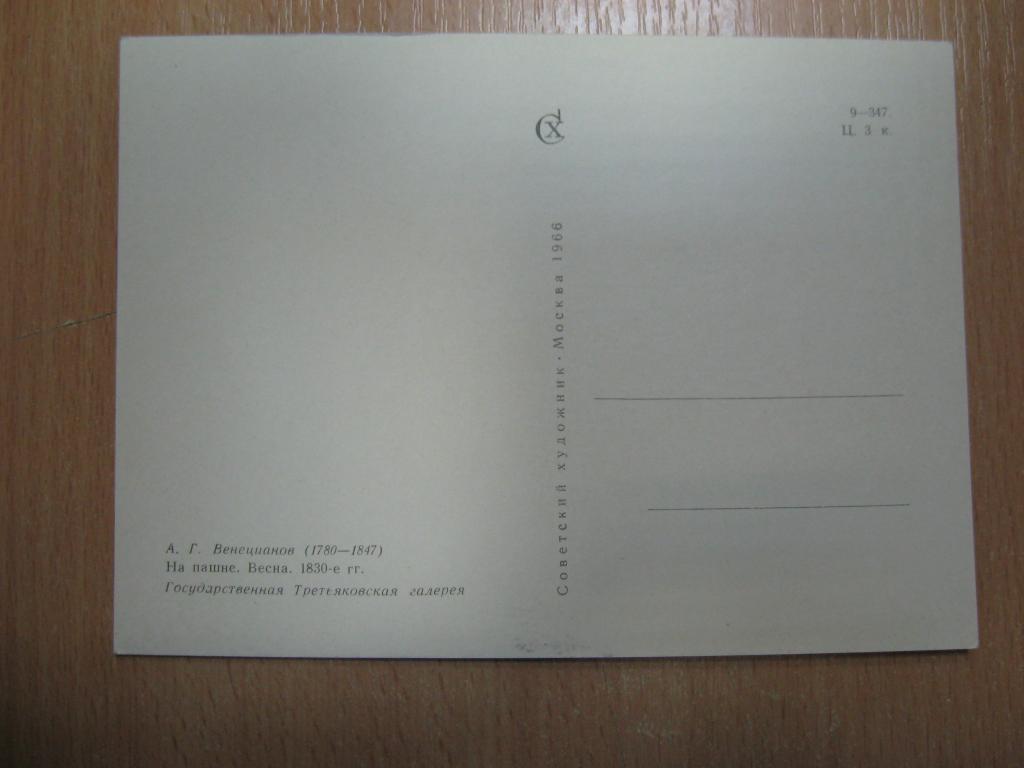 СХ
9—347.
Ц. 3 к.
Советский художник · Москва 1966
А. Г. Венецианов (1780—1847)
На пашне. Весна. 1830-е гг.
Государственная Третьяковская галерея